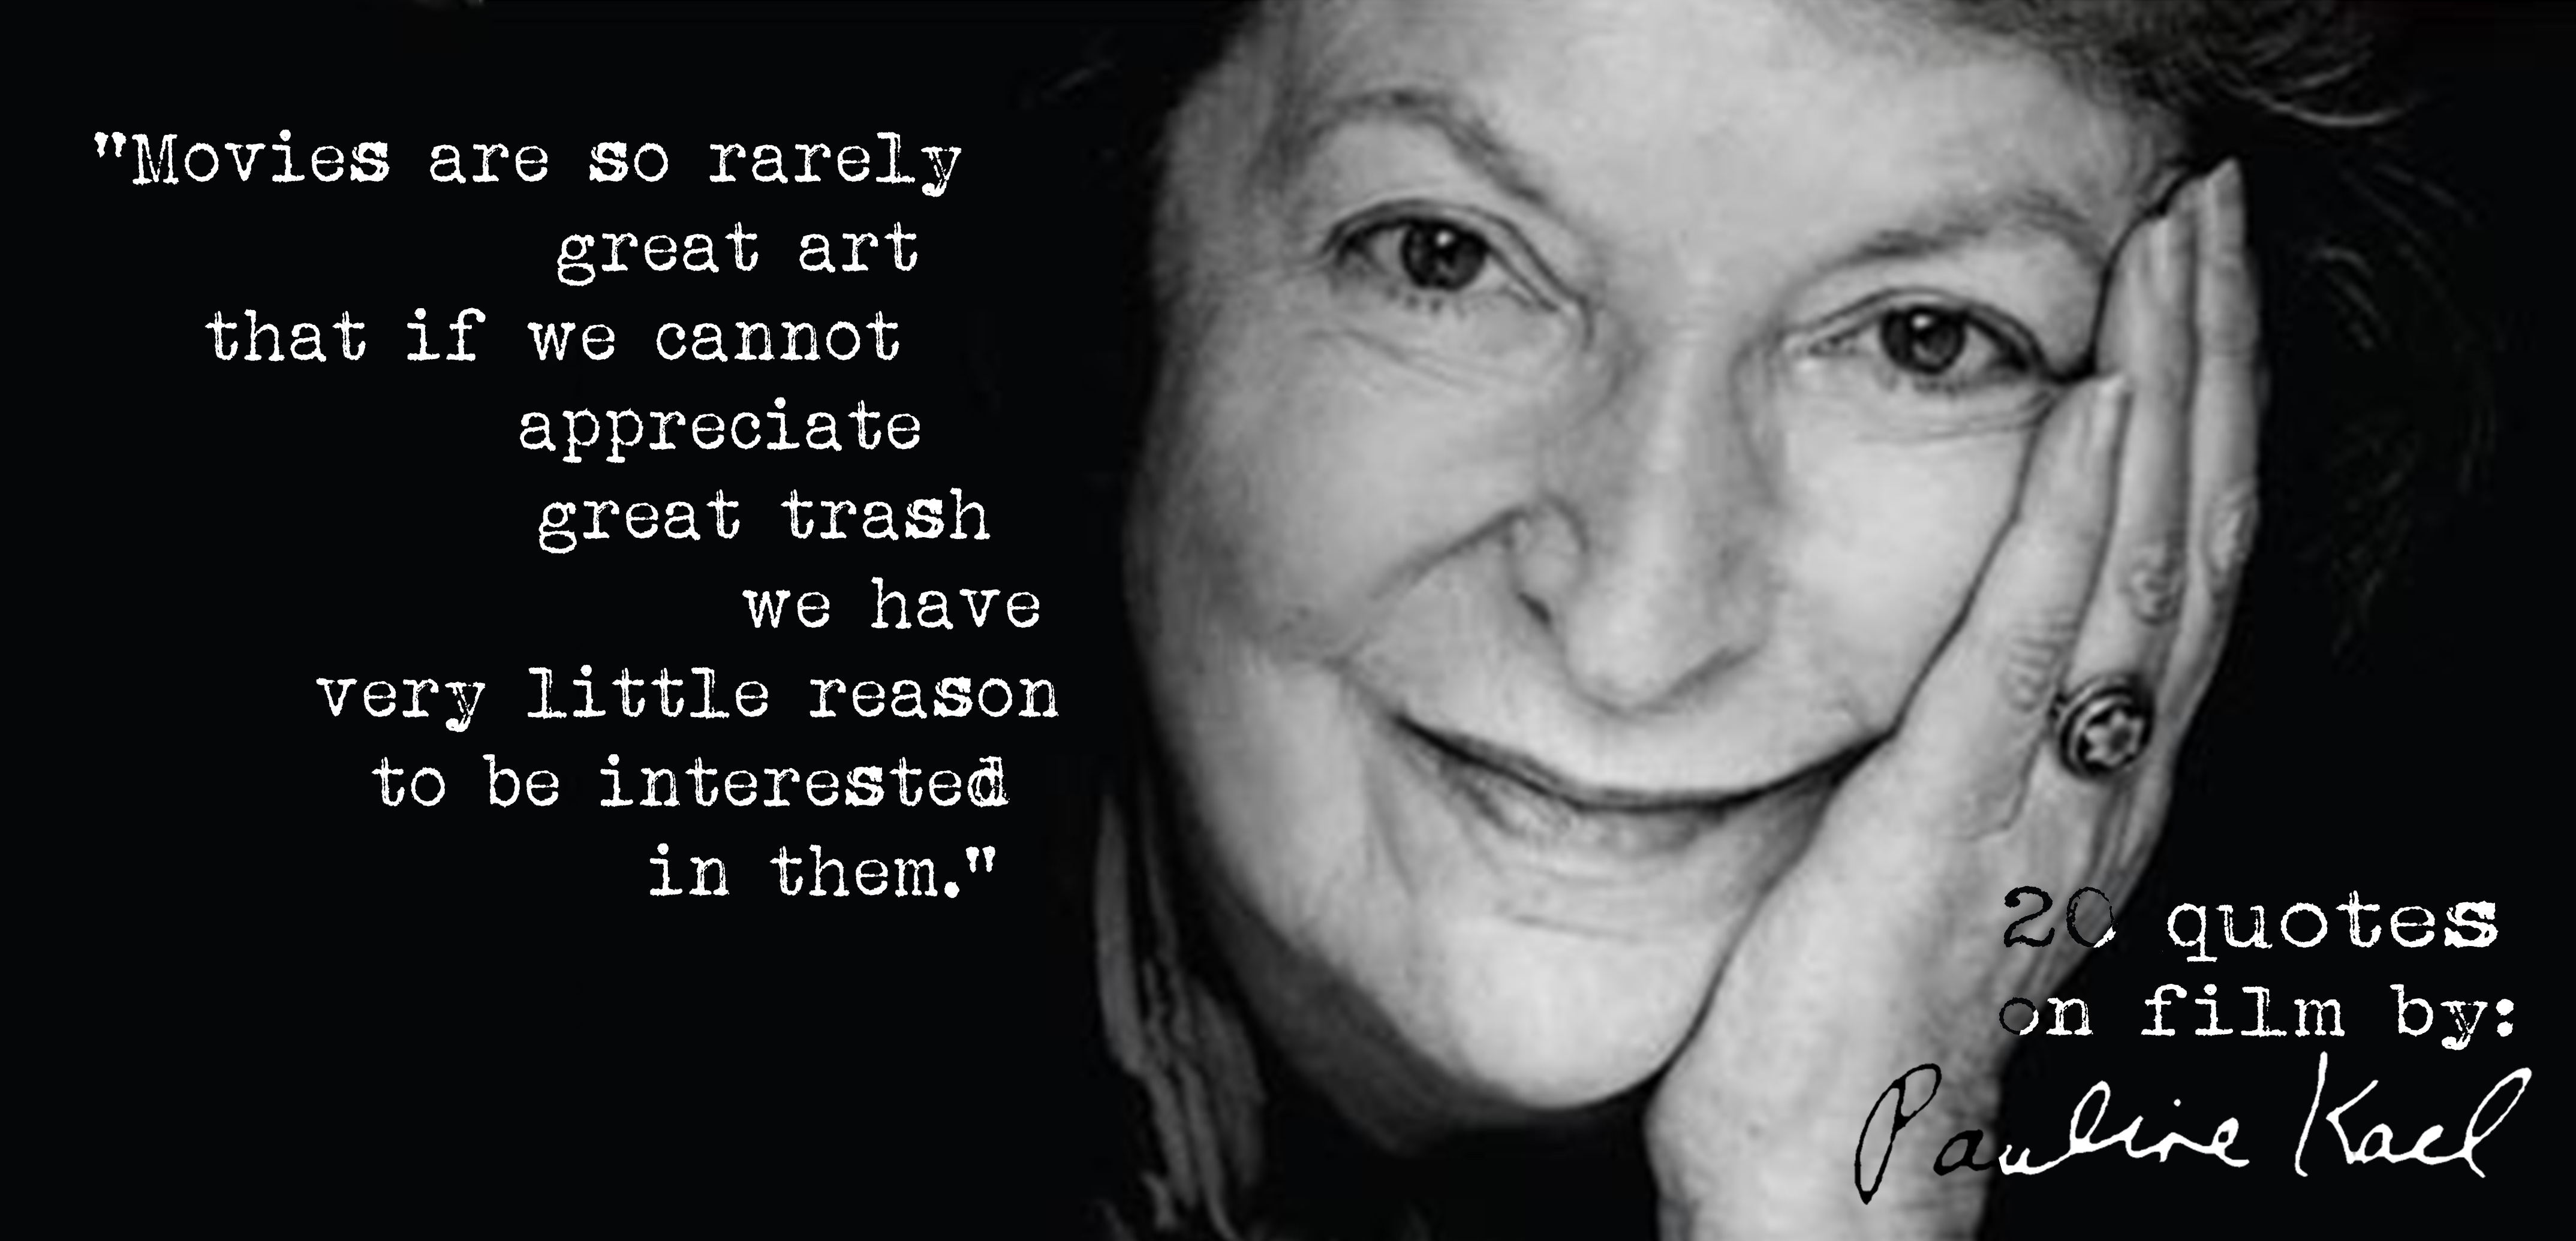 "Movies are so rarely
great art
that if we cannot
appreciate
great trash
we have
very little reason
to be interested
in them."
20 quotes
on film by:
Pauline Kael